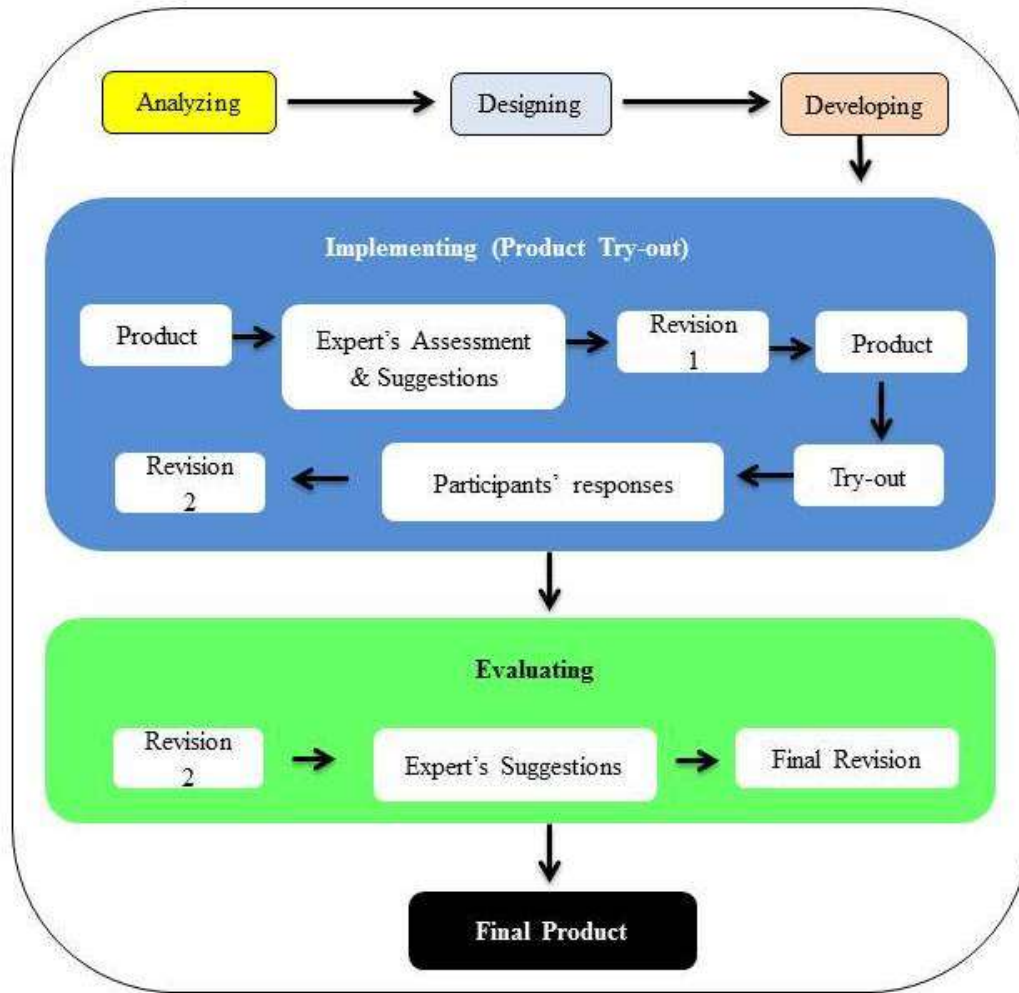 Analyzing
Designing
Developing
Implementing (Product Try-out)
Product
Expert’s Assessment
& Suggestions
Revision
1
Product
Revision
2
Participants’ responses
Try-out
Evaluating
Revision
2
Expert’s Suggestions
Final Revision
Final Product